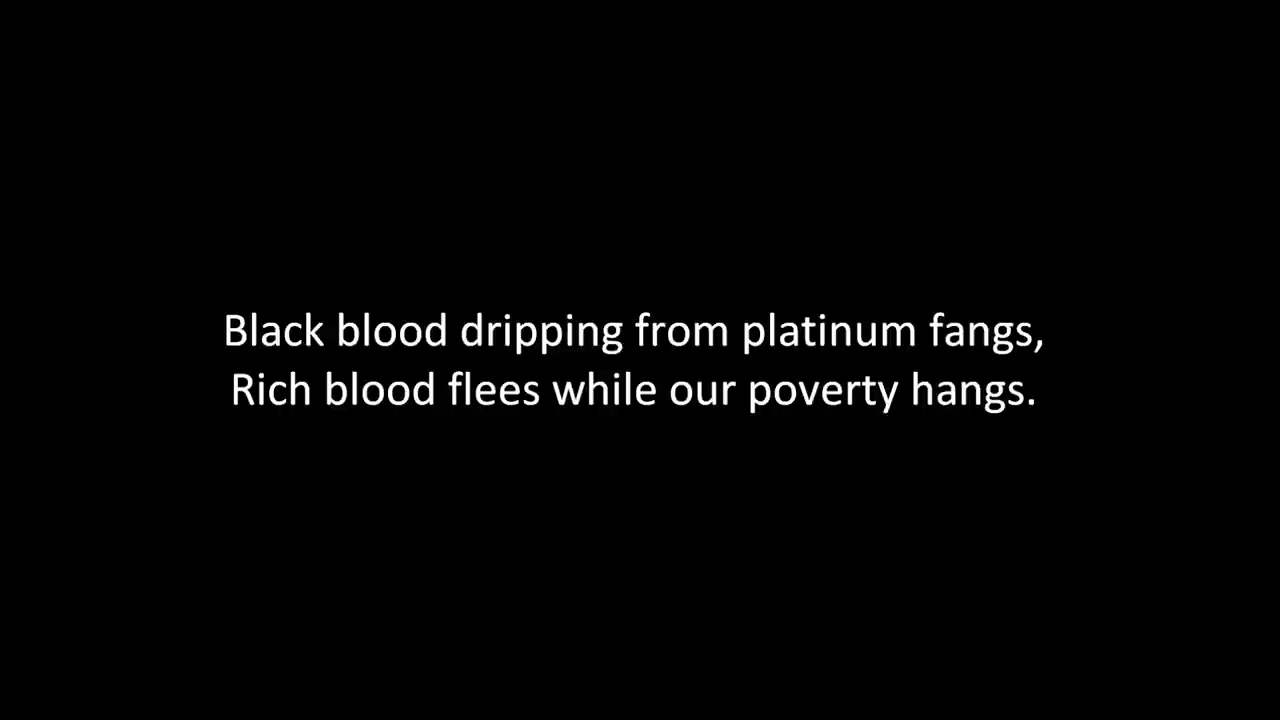 Black blood dripping from platinum fangs,
Rich blood flees while our poverty hangs.